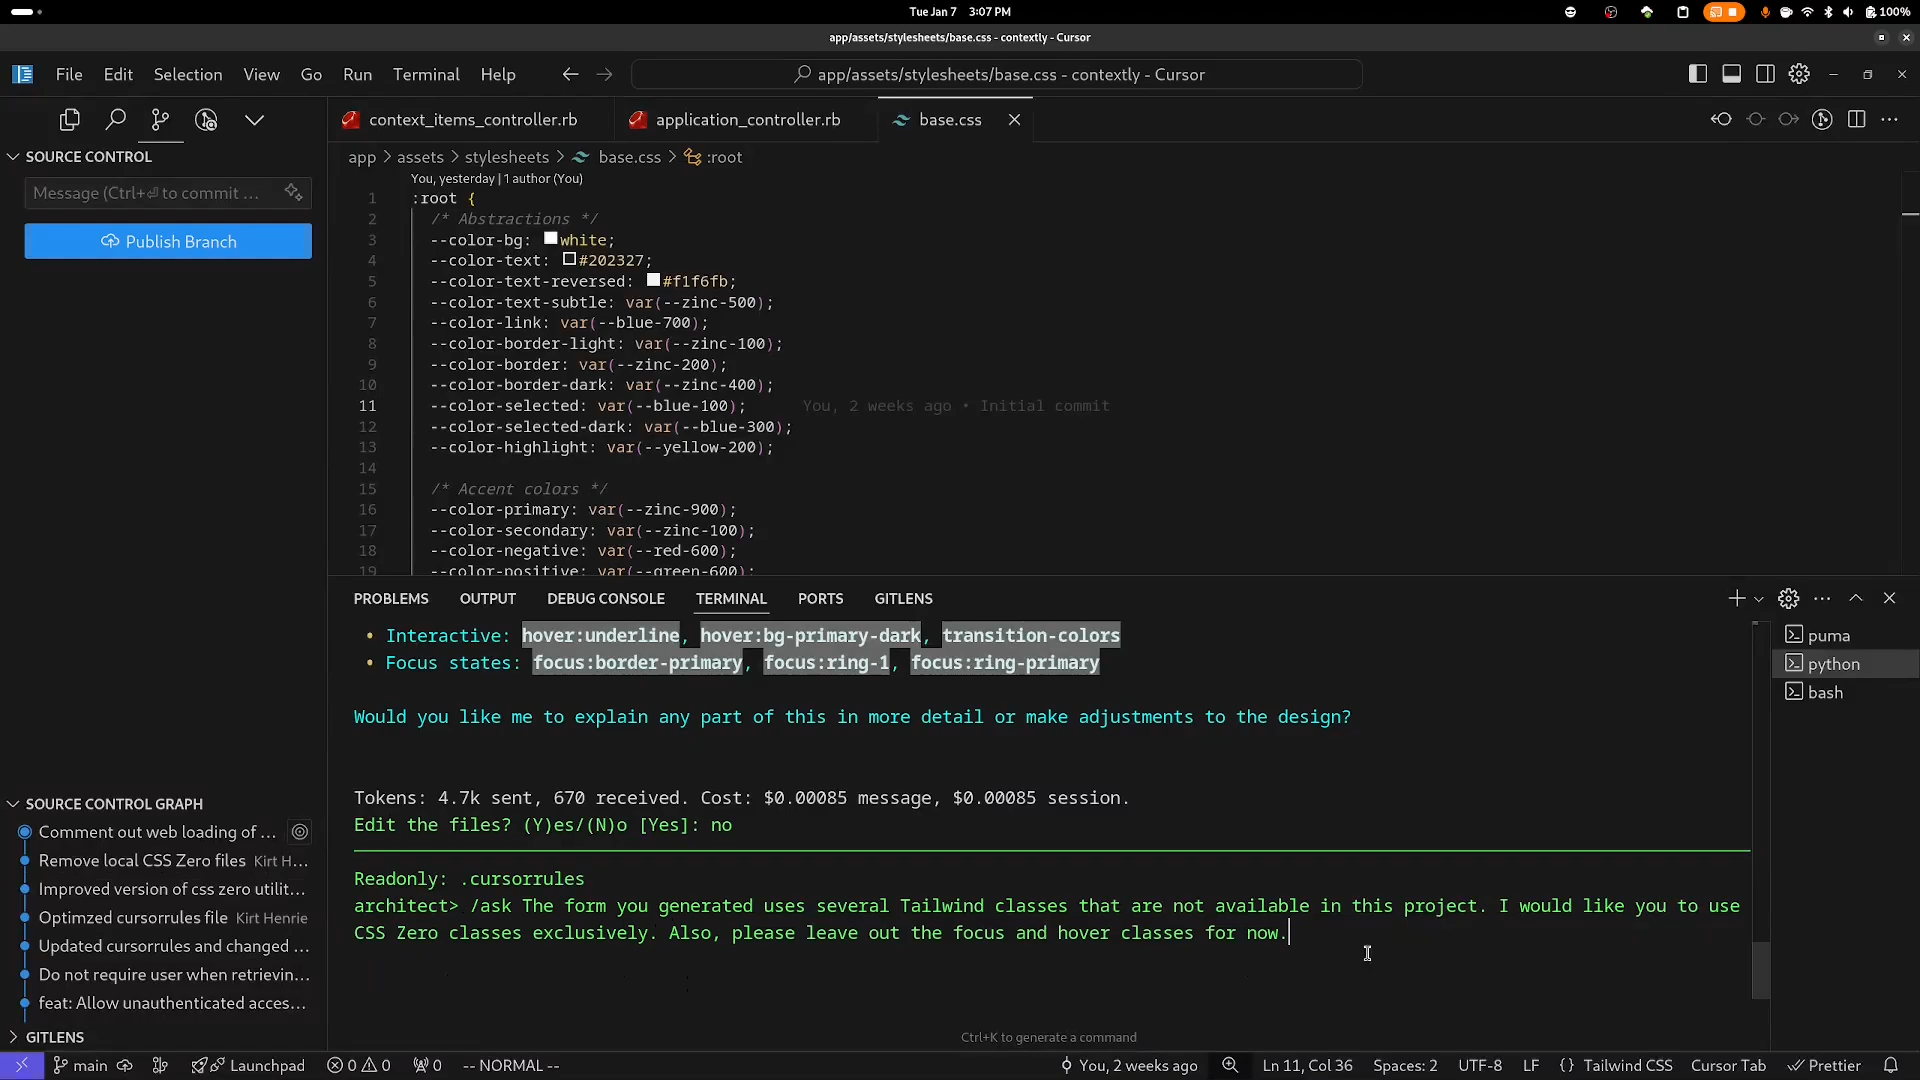 Tue Jan 7 3:07 PM
100%
app/assets/stylesheets/base.css - contextly - Cursor
File Edit Selection View Go Run Terminal Help
app/assets/stylesheets/base.css - contextly - Cursor
context_items_controller.rb
application_controller.rb
base.css
SOURCE CONTROL
Message (Ctrl+⏎ to commit ...
Publish Branch
app > assets > stylesheets > base.css > :root
You, yesterday | 1 author (You)
1 :root {
2 /* Abstractions */
3 --color-bg: white;
4 --color-text: #202327;
5 --color-text-reversed: #f1f6fb;
6 --color-text-subtle: var(--zinc-500);
7 --color-link: var(--blue-700);
8 --color-border-light: var(--zinc-100);
9 --color-border: var(--zinc-200);
10 --color-border-dark: var(--zinc-400);
11 --color-selected: var(--blue-100); You, 2 weeks ago • Initial commit
12 --color-selected-dark: var(--blue-300);
13 --color-highlight: var(--yellow-200);
14
15 /* Accent colors */
16 --color-primary: var(--zinc-900);
17 --color-secondary: var(--zinc-100);
18 --color-negative: var(--red-600);
19 --color-positive: var(--green-600);
PROBLEMS OUTPUT DEBUG CONSOLE TERMINAL PORTS GITLENS
• Interactive: hover:underline, hover:bg-primary-dark, transition-colors
• Focus states: focus:border-primary, focus:ring-1, focus:ring-primary
Would you like me to explain any part of this in more detail or make adjustments to the design?
Tokens: 4.7k sent, 670 received. Cost: $0.00085 message, $0.00085 session.
Edit the files? (Y)es/(N)o [Yes]: no
Readonly: .cursorrules
architect> /ask The form you generated uses several Tailwind classes that are not available in this project. I would like you to use
CSS Zero classes exclusively. Also, please leave out the focus and hover classes for now.
Ctrl+K to generate a command
puma
python
bash
SOURCE CONTROL GRAPH
Comment out web loading of ...
Remove local CSS Zero files Kirt H...
Improved version of css zero utilit...
Optimzed cursorrules file Kirt Henrie
Updated cursorrules and changed ...
Do not require user when retrievin...
feat: Allow unauthenticated acces...
GITLENS
main
Launchpad
0
0
0
-- NORMAL --
You, 2 weeks ago
Ln 11, Col 36
Spaces: 2
UTF-8
LF
{} Tailwind CSS
Cursor Tab
Prettier